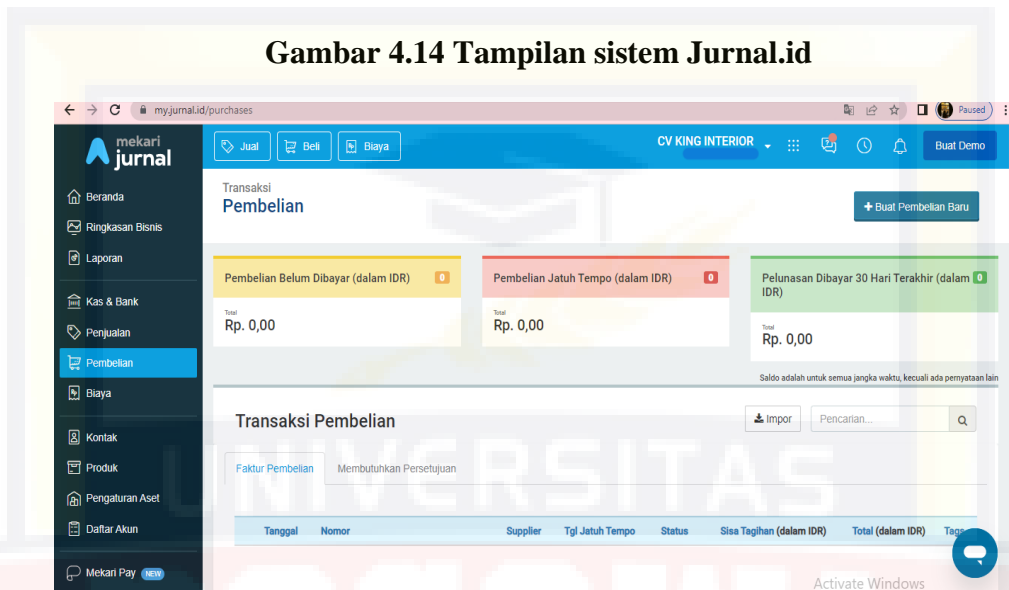 Gambar 4.14 Tampilan sistem Jurnal.id
my.jurnal.id/purchases
Paused
mekari
jurnal
Jual
Beli
Biaya
CV KING INTERIOR
Buat Demo
Beranda
Ringkasan Bisnis
Laporan
Kas & Bank
Penjualan
Pembelian
Biaya
Kontak
Produk
Pengaturan Aset
Daftar Akun
Mekari Pay NEW
Transaksi
Pembelian
+ Buat Pembelian Baru
Pembelian Belum Dibayar (dalam IDR) 0
Total
Rp. 0,00
Pembelian Jatuh Tempo (dalam IDR) 0
Total
Rp. 0,00
Pelunasan Dibayar 30 Hari Terakhir (dalam 0
IDR)
Total
Rp. 0,00
Saldo adalah untuk semua jangka waktu, kecuali ada pernyataan lain
Transaksi Pembelian
Impor
Pencarian...
Faktur Pembelian
Membutuhkan Persetujuan
UNIVERSITAS
Tanggal Nomor Supplier Tgl Jatuh Tempo Status Sisa Tagihan (dalam IDR) Total (dalam IDR) Tags
Activate Windows